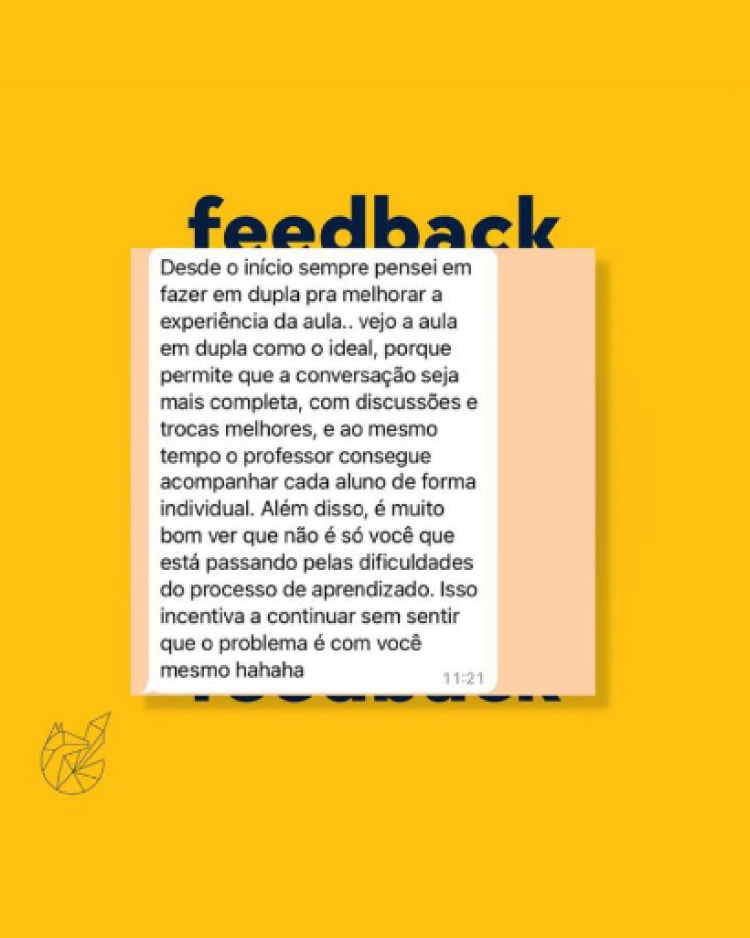 feedback
Desde o início sempre pensei em
fazer em dupla pra melhorar a
experiência da aula.. vejo a aula
em dupla como o ideal, porque
permite que a conversação seja
mais completa, com discussões e
trocas melhores, e ao mesmo
tempo o professor consegue
acompanhar cada aluno de forma
individual. Além disso, é muito
bom ver que não é só você que
está passando pelas dificuldades
do processo de aprendizado. Isso
incentiva a continuar sem sentir
que o problema é com você
mesmo hahaha
11:21
feedback